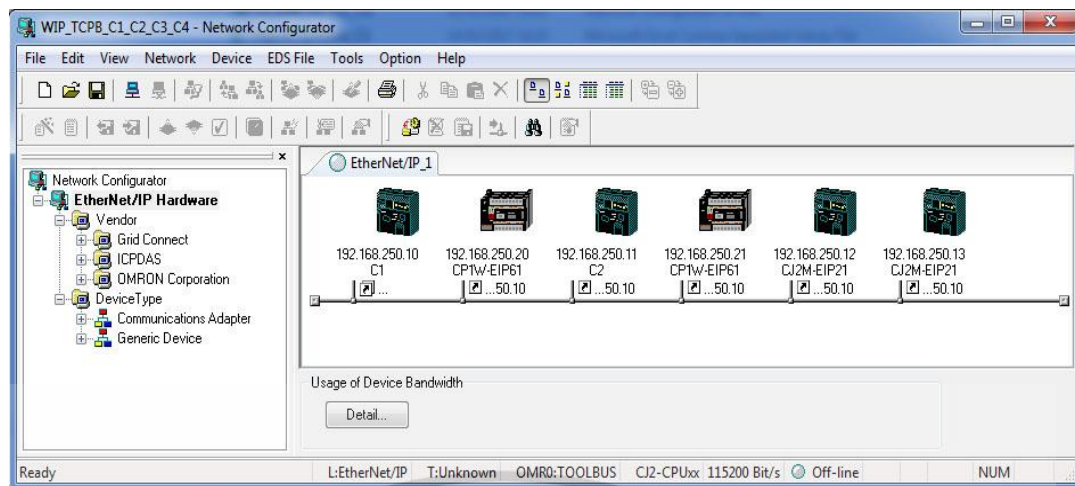 WIP_TCPB_C1_C2_C3_C4 - Network Configurator
File Edit View Network Device EDS File Tools Option Help
Network Configurator
EtherNet/IP Hardware
Vendor
Grid Connect
ICPDAS
OMRON Corporation
DeviceType
Communications Adapter
Generic Device
EtherNet/IP_1
192.168.250.10 192.168.250.20 192.168.250.11 192.168.250.21 192.168.250.12 192.168.250.13
C1 CP1W-EIP61 C2 CP1W-EIP61 CJ2M-EIP21 CJ2M-EIP21
... ...50.10 ...50.10 ...50.10 ...50.10 ...50.10
Usage of Device Bandwidth
Detail...
Ready L:EtherNet/IP T:Unknown OMR0:TOOLBUS CJ2-CPUxx 115200 Bit/s Off-line NUM